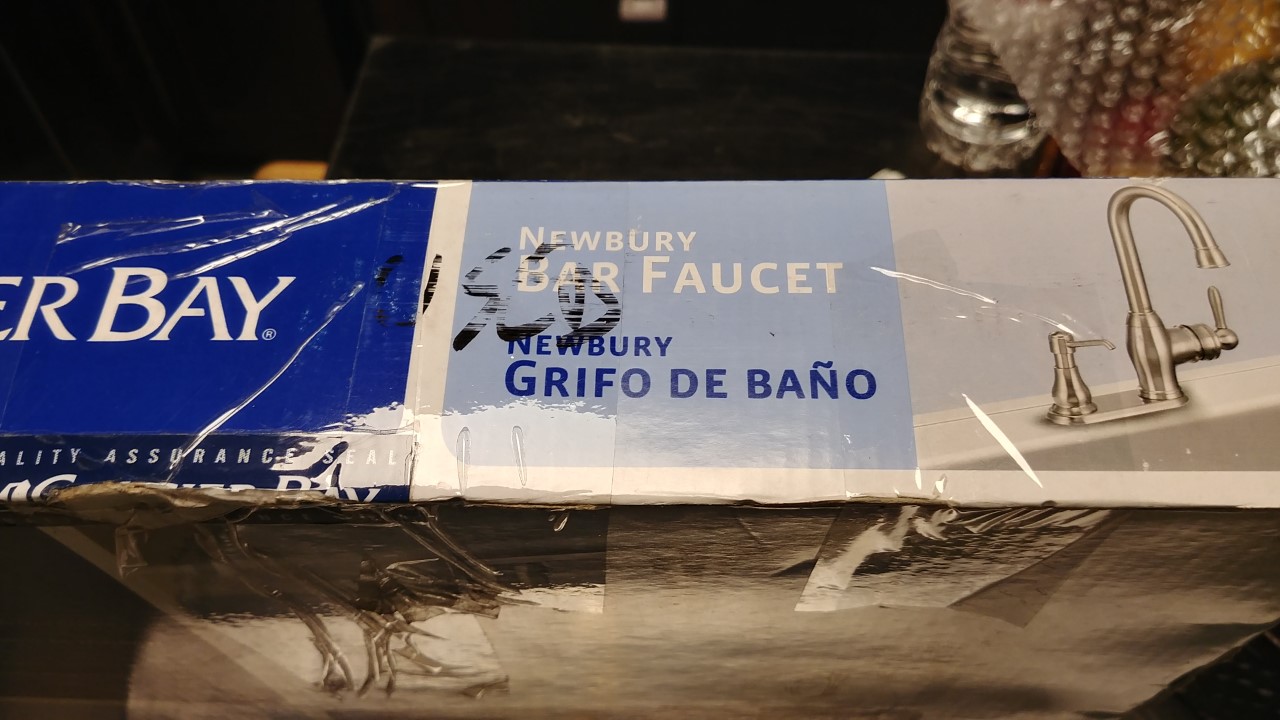 ER BAY®
ALITY ASSURANCE SEAL
NEWBURY
BAR FAUCET
NEWBURY
GRIFO DE BAÑO